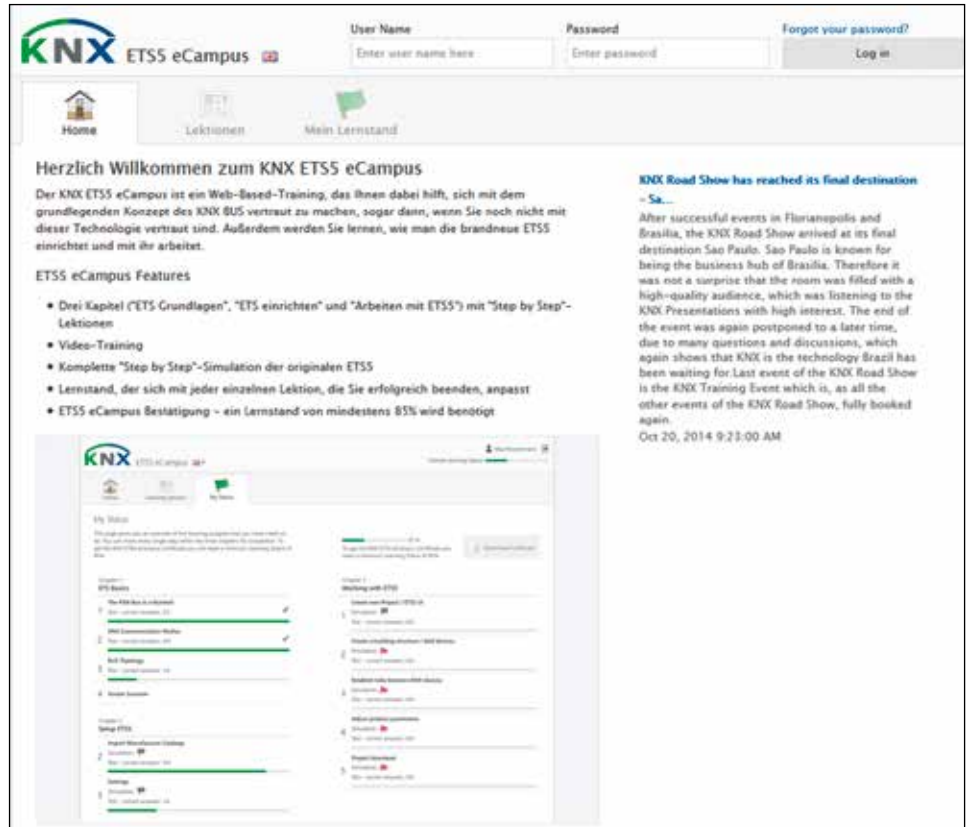 User Name
Password
Forgot your password?
KNX ETS5 eCampus
Enter user name here
Enter password
Log in
Home
Lektionen
Mein Lernstand
Herzlich Willkommen zum KNX ETS5 eCampus
Der KNX ETS5 eCampus ist ein Web-Based-Training, das Ihnen dabei hilft, sich mit dem
grundlegenden Konzept des KNX BUS vertraut zu machen, sogar dann, wenn Sie noch nicht mit
dieser Technologie vertraut sind. Außerdem werden Sie lernen, wie man die brandneue ETS5
einrichtet und mit ihr arbeitet.
ETS5 eCampus Features
• Drei Kapitel ("ETS Grundlagen", "ETS einrichten" und "Arbeiten mit ETS5") mit "Step by Step"-
Lektionen
• Video-Training
• Komplette "Step by Step"-Simulation der originalen ETS5
• Lernstand, der sich mit jeder einzelnen Lektion, die Sie erfolgreich beenden, anpasst
• ETS5 eCampus Bestätigung - ein Lernstand von mindestens 85% wird benötigt
KNX Road Show has reached its final destination
- Sa...
After successful events in Florianopolis and
Brasilia, the KNX Road Show arrived at its final
destination Sao Paulo. Sao Paulo is known for
being the business hub of Brasilia. Therefore it
was not a surprise that the room was filled with a
high-quality audience, which was listening to the
KNX Presentations with high interest. The end of
the event was again postponed to a later time,
due to many questions and discussions, which
again shows that KNX is the technology Brazil has
been waiting for.Last event of the KNX Road Show
is the KNX Training Event which is, as all the
other events of the KNX Road Show, fully booked
again.
Oct 20, 2014 9:23:00 AM
KNX ETS5 eCampus
My Status
My Status
ETS Basics
Working with ETS5
Setup ETS5
Settings